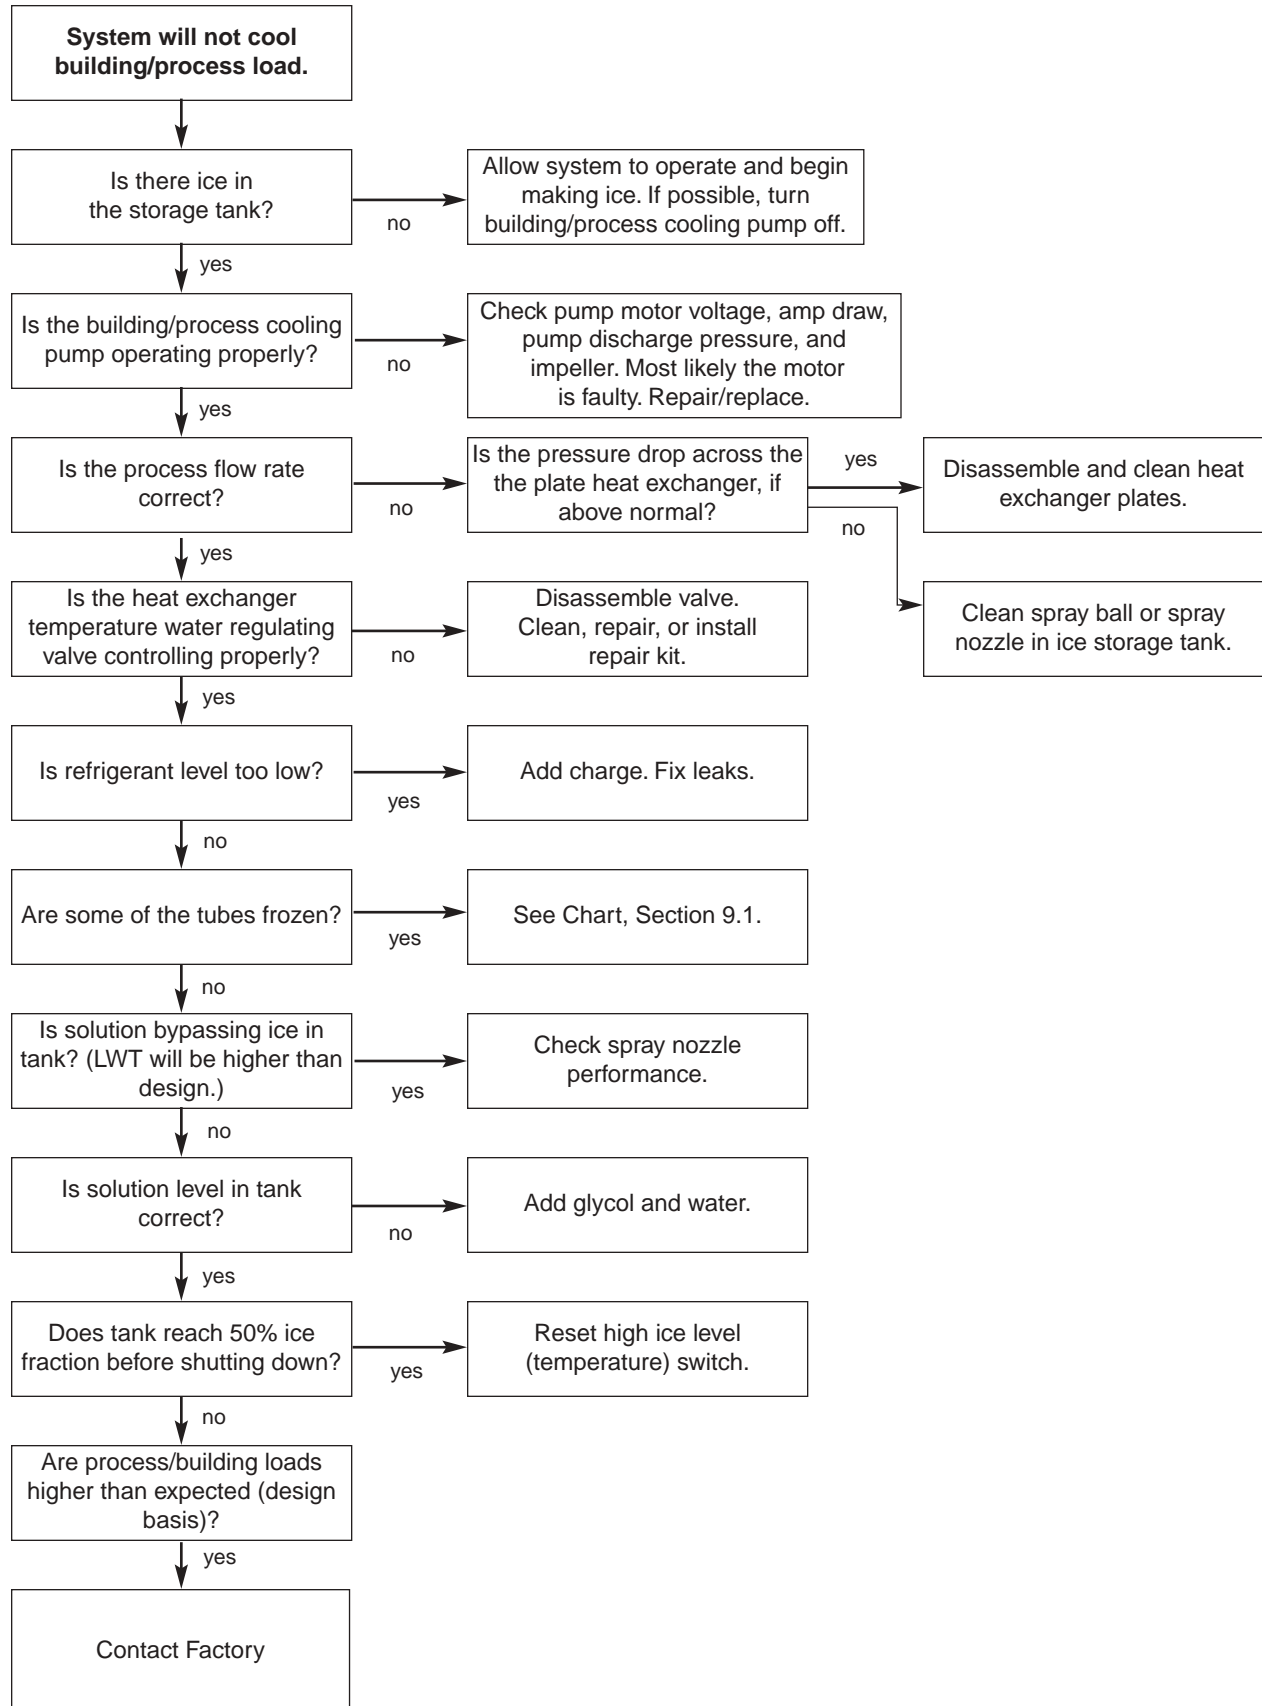 System will not cool
building/process load.
Is there ice in
the storage tank?
no
Allow system to operate and begin
making ice. If possible, turn
building/process cooling pump off.
yes
Is the building/process cooling
pump operating properly?
no
Check pump motor voltage, amp draw,
pump discharge pressure, and
impeller. Most likely the motor
is faulty. Repair/replace.
yes
Is the process flow rate
correct?
no
Is the pressure drop across the
the plate heat exchanger, if
above normal?
yes
Disassemble and clean heat
exchanger plates.
no
Clean spray ball or spray
nozzle in ice storage tank.
yes
Is the heat exchanger
temperature water regulating
valve controlling properly?
no
Disassemble valve.
Clean, repair, or install
repair kit.
yes
Is refrigerant level too low?
yes
Add charge. Fix leaks.
no
Are some of the tubes frozen?
yes
See Chart, Section 9.1.
no
Is solution bypassing ice in
tank? (LWT will be higher than
design.)
yes
Check spray nozzle
performance.
no
Is solution level in tank
correct?
no
Add glycol and water.
yes
Does tank reach 50% ice
fraction before shutting down?
yes
Reset high ice level
(temperature) switch.
no
Are process/building loads
higher than expected (design
basis)?
yes
Contact Factory